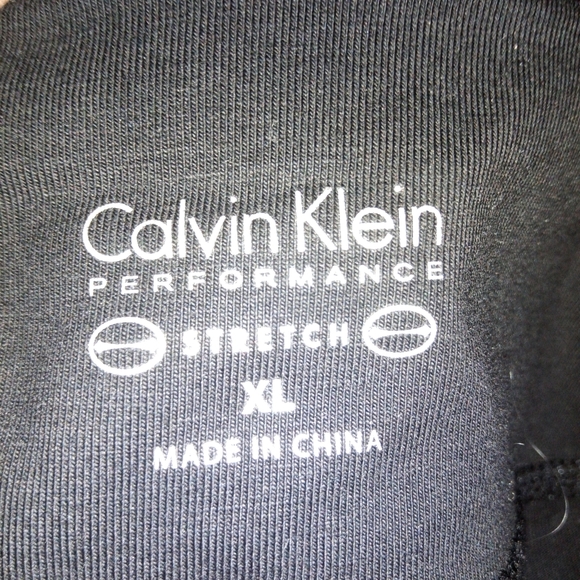 Calvin Klein
PERFORMANCE
STRETCH
XL
MADE IN CHINA